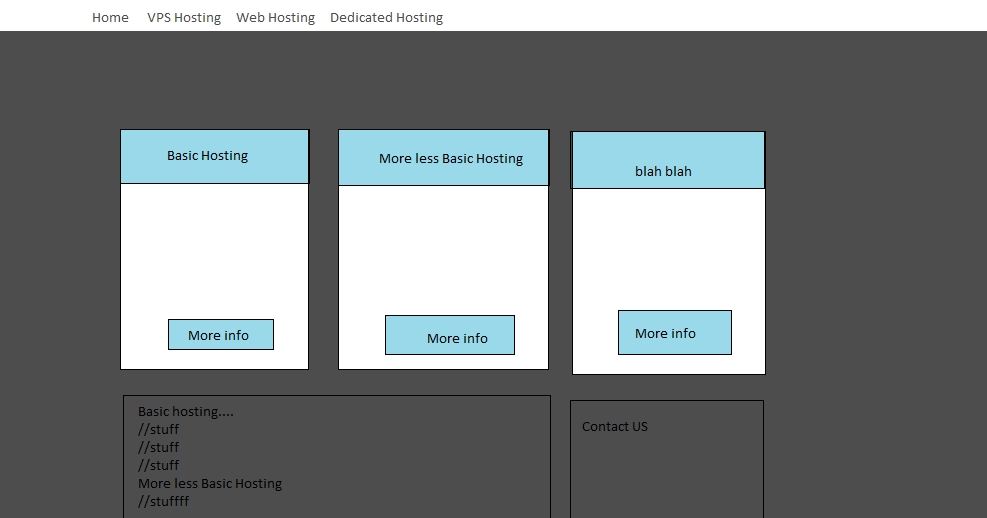 Home VPS Hosting Web Hosting Dedicated Hosting
Basic Hosting
More less Basic Hosting
blah blah
More info
More info
More info
Basic hosting....
//stuff
//stuff
//stuff
More less Basic Hosting
//stuffff
Contact US